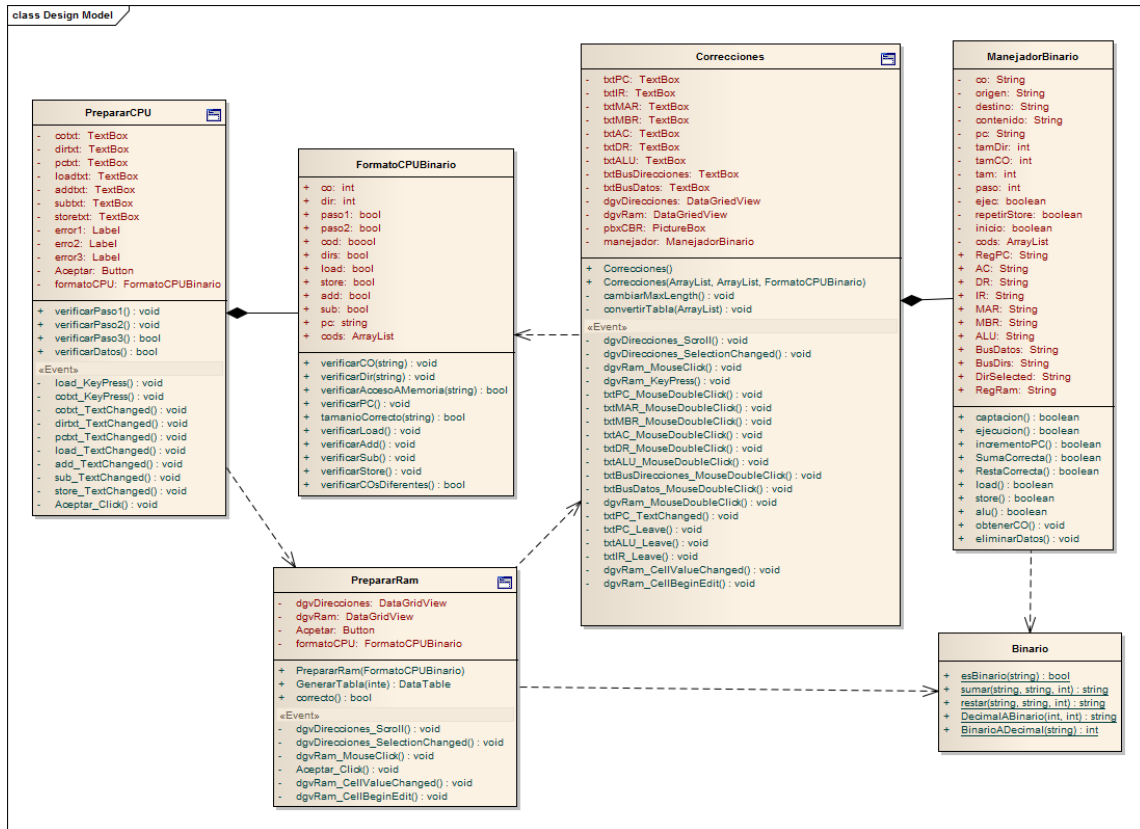 class Design Model
PrepararCPU
- cotxt: TextBox
- dirtxt: TextBox
- pctxt: TextBox
- loadtxt: TextBox
- addtxt: TextBox
- subtxt: TextBox
- storetxt: TextBox
- error1: Label
- erro2: Label
- error3: Label
- Aceptar: Button
- formatoCPU: FormatoCPUBinario
+ verificarPaso1() : void
+ verificarPaso2() : void
+ verificarPaso3() : bool
+ verificarDatos() : bool
«Event»
- load_KeyPress() : void
- cotxt_KeyPress() : void
- cotxt_TextChanged() : void
- dirtxt_TextChanged() : void
- pctxt_TextChanged() : void
- load_TextChanged() : void
- add_TextChanged() : void
- sub_TextChanged() : void
- store_TextChanged() : void
- Aceptar_Click() : void
FormatoCPUBinario
+ co: int
+ dir: int
+ paso1: bool
+ paso2: bool
+ cod: boool
+ dirs: bool
+ load: bool
+ store: bool
+ add: bool
+ sub: bool
+ pc: string
+ cods: ArrayList
+ verificarCO(string) : void
+ verificarDir(string) : void
+ verificarAccesoAMemoria(string) : bool
+ verificarPC() : void
+ tamanioCorrecto(string) : bool
+ verificarLoad() : void
+ verificarAdd() : void
+ verificarSub() : void
+ verificarStore() : void
+ verificarCOsDiferentes() : bool
Correcciones
- txtPC: TextBox
- txtIR: TextBox
- txtMAR: TextBox
- txtMBR: TextBox
- txtAC: TextBox
- txtDR: TextBox
- txtALU: TextBox
- txtBusDirecciones: TextBox
- txtBusDatos: TextBox
- dgvDirecciones: DataGriedView
- dgvRam: DataGriedView
- pbxCBR: PictureBox
- manejador: ManejadorBinario
+ Correcciones()
+ Correcciones(ArrayList, ArrayList, FormatoCPUBinario)
- cambiarMaxLength() : void
- convertirTabla(ArrayList) : void
«Event»
- dgvDirecciones_Scroll() : void
- dgvDirecciones_SelectionChanged() : void
- dgvRam_MouseClick() : void
- dgvRam_KeyPress() : void
- txtPC_MouseDoubleClick() : void
- txtMAR_MouseDoubleClick() : void
- txtMBR_MouseDoubleClick() : void
- txtAC_MouseDoubleClick() : void
- txtDR_MouseDoubleClick() : void
- txtALU_MouseDoubleClick() : void
- txtBusDirecciones_MouseDoubleClick() : void
- txtBusDatos_MouseDoubleClick() : void
- dgvRam_MouseDoubleClick() : void
- txtPC_TextChanged() : void
- txtPC_Leave() : void
- txtALU_Leave() : void
- txtIR_Leave() : void
- dgvRam_CellValueChanged() : void
- dgvRam_CellBeginEdit() : void
ManejadorBinario
- co: String
- origen: String
- destino: String
- contenido: String
- pc: String
- tamDir: int
- tamCO: int
- tam: int
- paso: int
- ejec: boolean
- repetirStore: boolean
- inicio: boolean
- cods: ArrayList
+ RegPC: String
+ AC: String
+ DR: String
+ IR: String
+ MAR: String
+ MBR: String
+ ALU: String
+ BusDatos: String
+ BusDirs: String
+ DirSelected: String
+ RegRam: String
+ captacion() : boolean
+ ejecucion() : boolean
+ incrementoPC() : boolean
+ SumaCorrecta() : boolean
+ RestaCorrecta() : boolean
+ load() : boolean
+ store() : boolean
+ alu() : boolean
+ obtenerCO() : void
+ eliminarDatos() : void
PrepararRam
- dgvDirecciones: DataGridView
- dgvRam: DataGridView
- Acpetar: Button
- formatoCPU: FormatoCPUBinario
+ PrepararRam(FormatoCPUBinario)
+ GenerarTabla(inte) : DataTable
+ correcto() : bool
«Event»
- dgvDirecciones_Scroll() : void
- dgvDirecciones_SelectionChanged() : void
- dgvRam_MouseClick() : void
- Aceptar_Click() : void
- dgvRam_CellValueChanged() : void
- dgvRam_CellBeginEdit() : void
Binario
+ esBinario(string) : bool
+ sumar(string, string, int) : string
+ restar(string, string, int) : string
+ DecimalABinario(int, int) : string
+ BinarioADecimal(string) : int